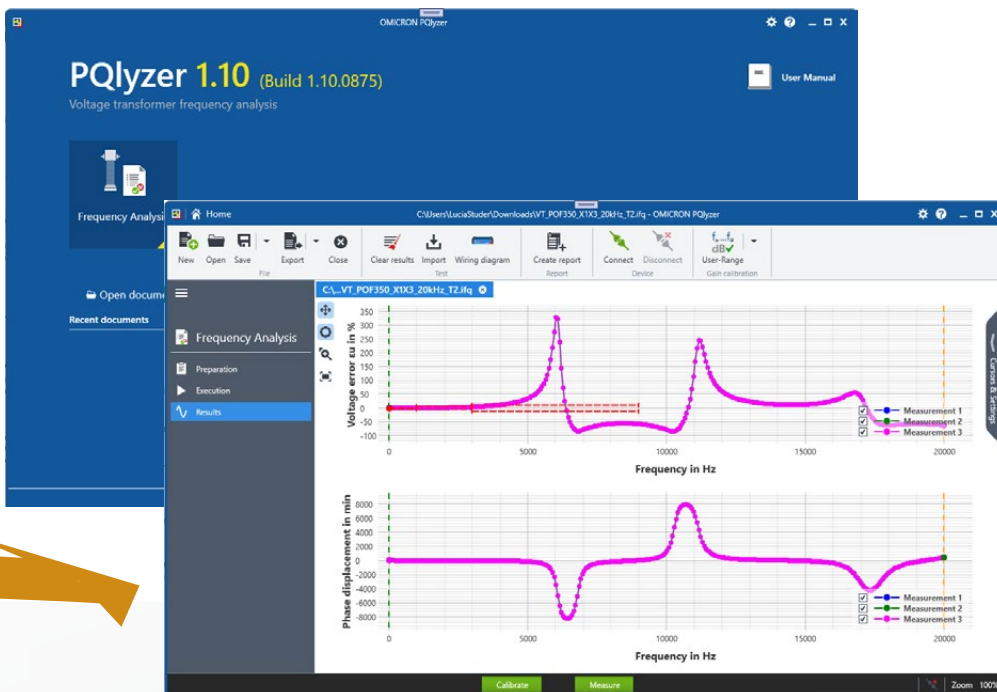 OMICRON PQlyzer
PQlyzer 1.10 (Build 1.10.0875)
Voltage transformer frequency analysis
User Manual
Frequency Analysi
Open docume
Recent documents
Home
C:\Users\LuciaStuder\Downloads\VT_POF350_X1X3_20kHz_T2.ifq - OMICRON PQlyzer
New Open Save Export Close
File
Clear results Import Wiring diagram
Test
Create report
Report
Connect Disconnect
Device
dB
User-Range
Gain calibration
C:\...VT_POF350_X1X3_20kHz_T2.ifq
Frequency Analysis
Preparation
Execution
Results
Cursors & Settings
Voltage error εu in %
350
300
250
200
150
100
50
0
-50
-100
0 5000 10000 15000 20000
Frequency in Hz
Measurement 1
Measurement 2
Measurement 3
Phase displacement in min
8000
6000
4000
2000
0
-2000
-4000
-6000
-8000
0 5000 10000 15000 20000
Frequency in Hz
Measurement 1
Measurement 2
Measurement 3
Calibrate Measure
Zoom 100%